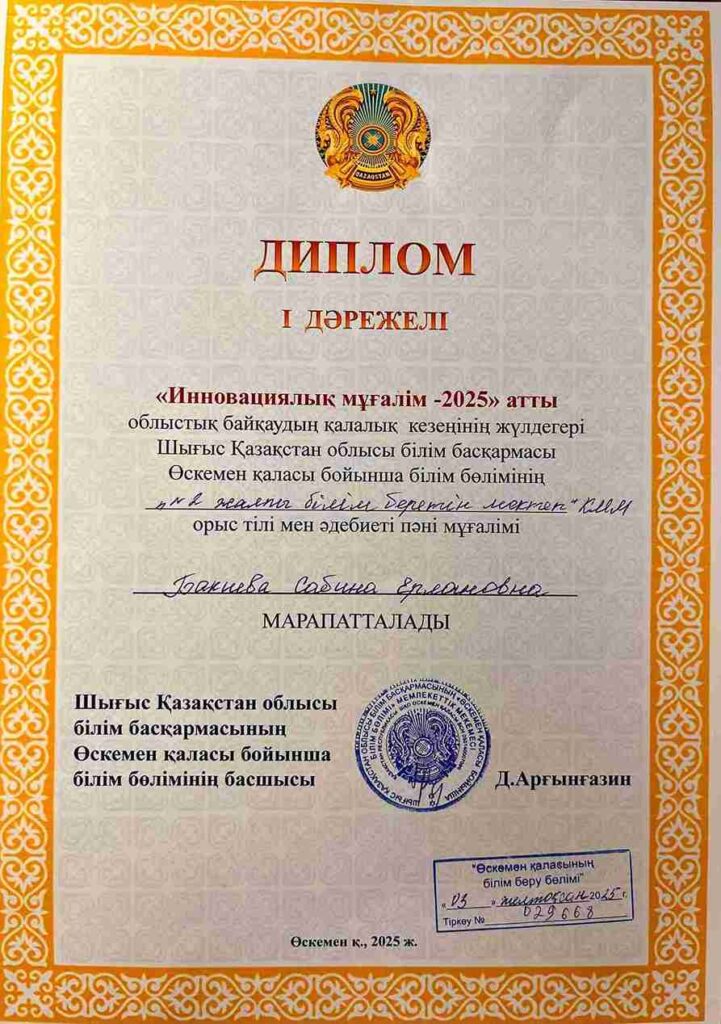 QAZAQSTAN
ДИПЛОМ
І ДӘРЕЖЕЛІ
«Инновациялық мұғалім -2025» атты
облыстық байқаудың қалалық кезеңінің жүлдегері
Шығыс Қазақстан облысы білім басқармасы
Өскемен қаласы бойынша білім бөлімінің
„№2 жалпы білім беретін мектеп“ КММ
орыс тілі мен әдебиеті пәні мұғалімі
Бакиева Сабина Ерлановна
МАРАПАТТАЛАДЫ
Шығыс Қазақстан облысы
білім басқармасының
Өскемен қаласы бойынша
білім бөлімінің басшысы
Д.Арғынғазин
"Өскемен қаласының
білім беру бөлімі"
«03» желтоқсан 2025 г.
Тіркеу № 029668
Өскемен қ., 2025 ж.